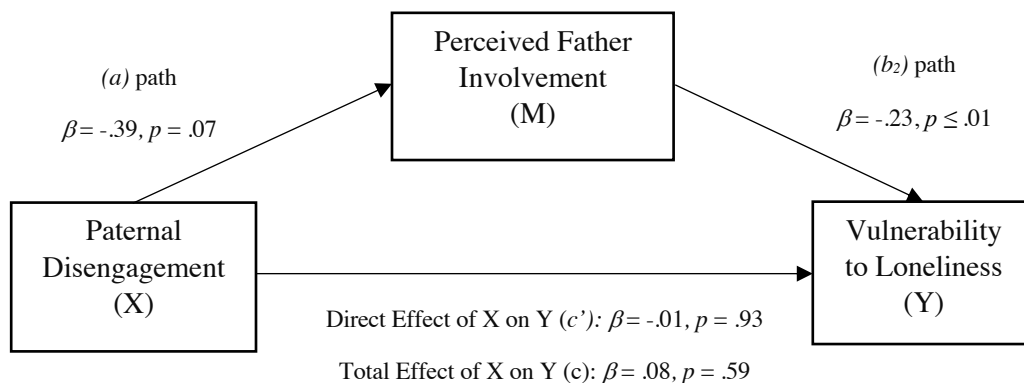 Perceived Father
Involvement
(M)
(a) path
β = -.39, p = .07
(b₂) path
β = -.23, p ≤ .01
Paternal
Disengagement
(X)
Vulnerability
to Loneliness
(Y)
Direct Effect of X on Y (c’): β = -.01, p = .93
Total Effect of X on Y (c): β = .08, p = .59